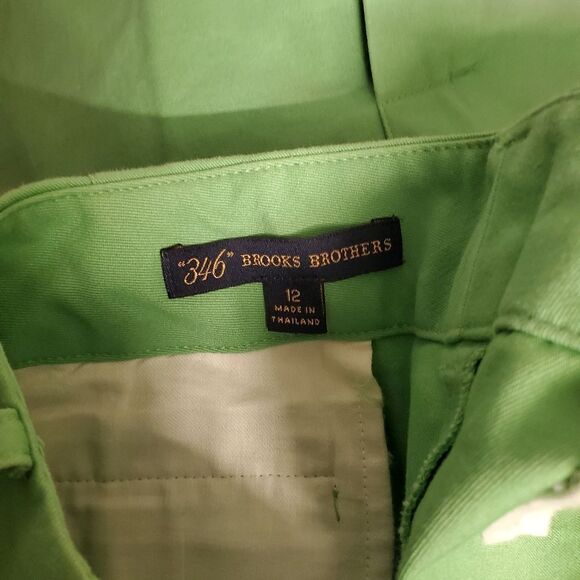 "346" BROOKS BROTHERS
12
MADE IN
THAILAND